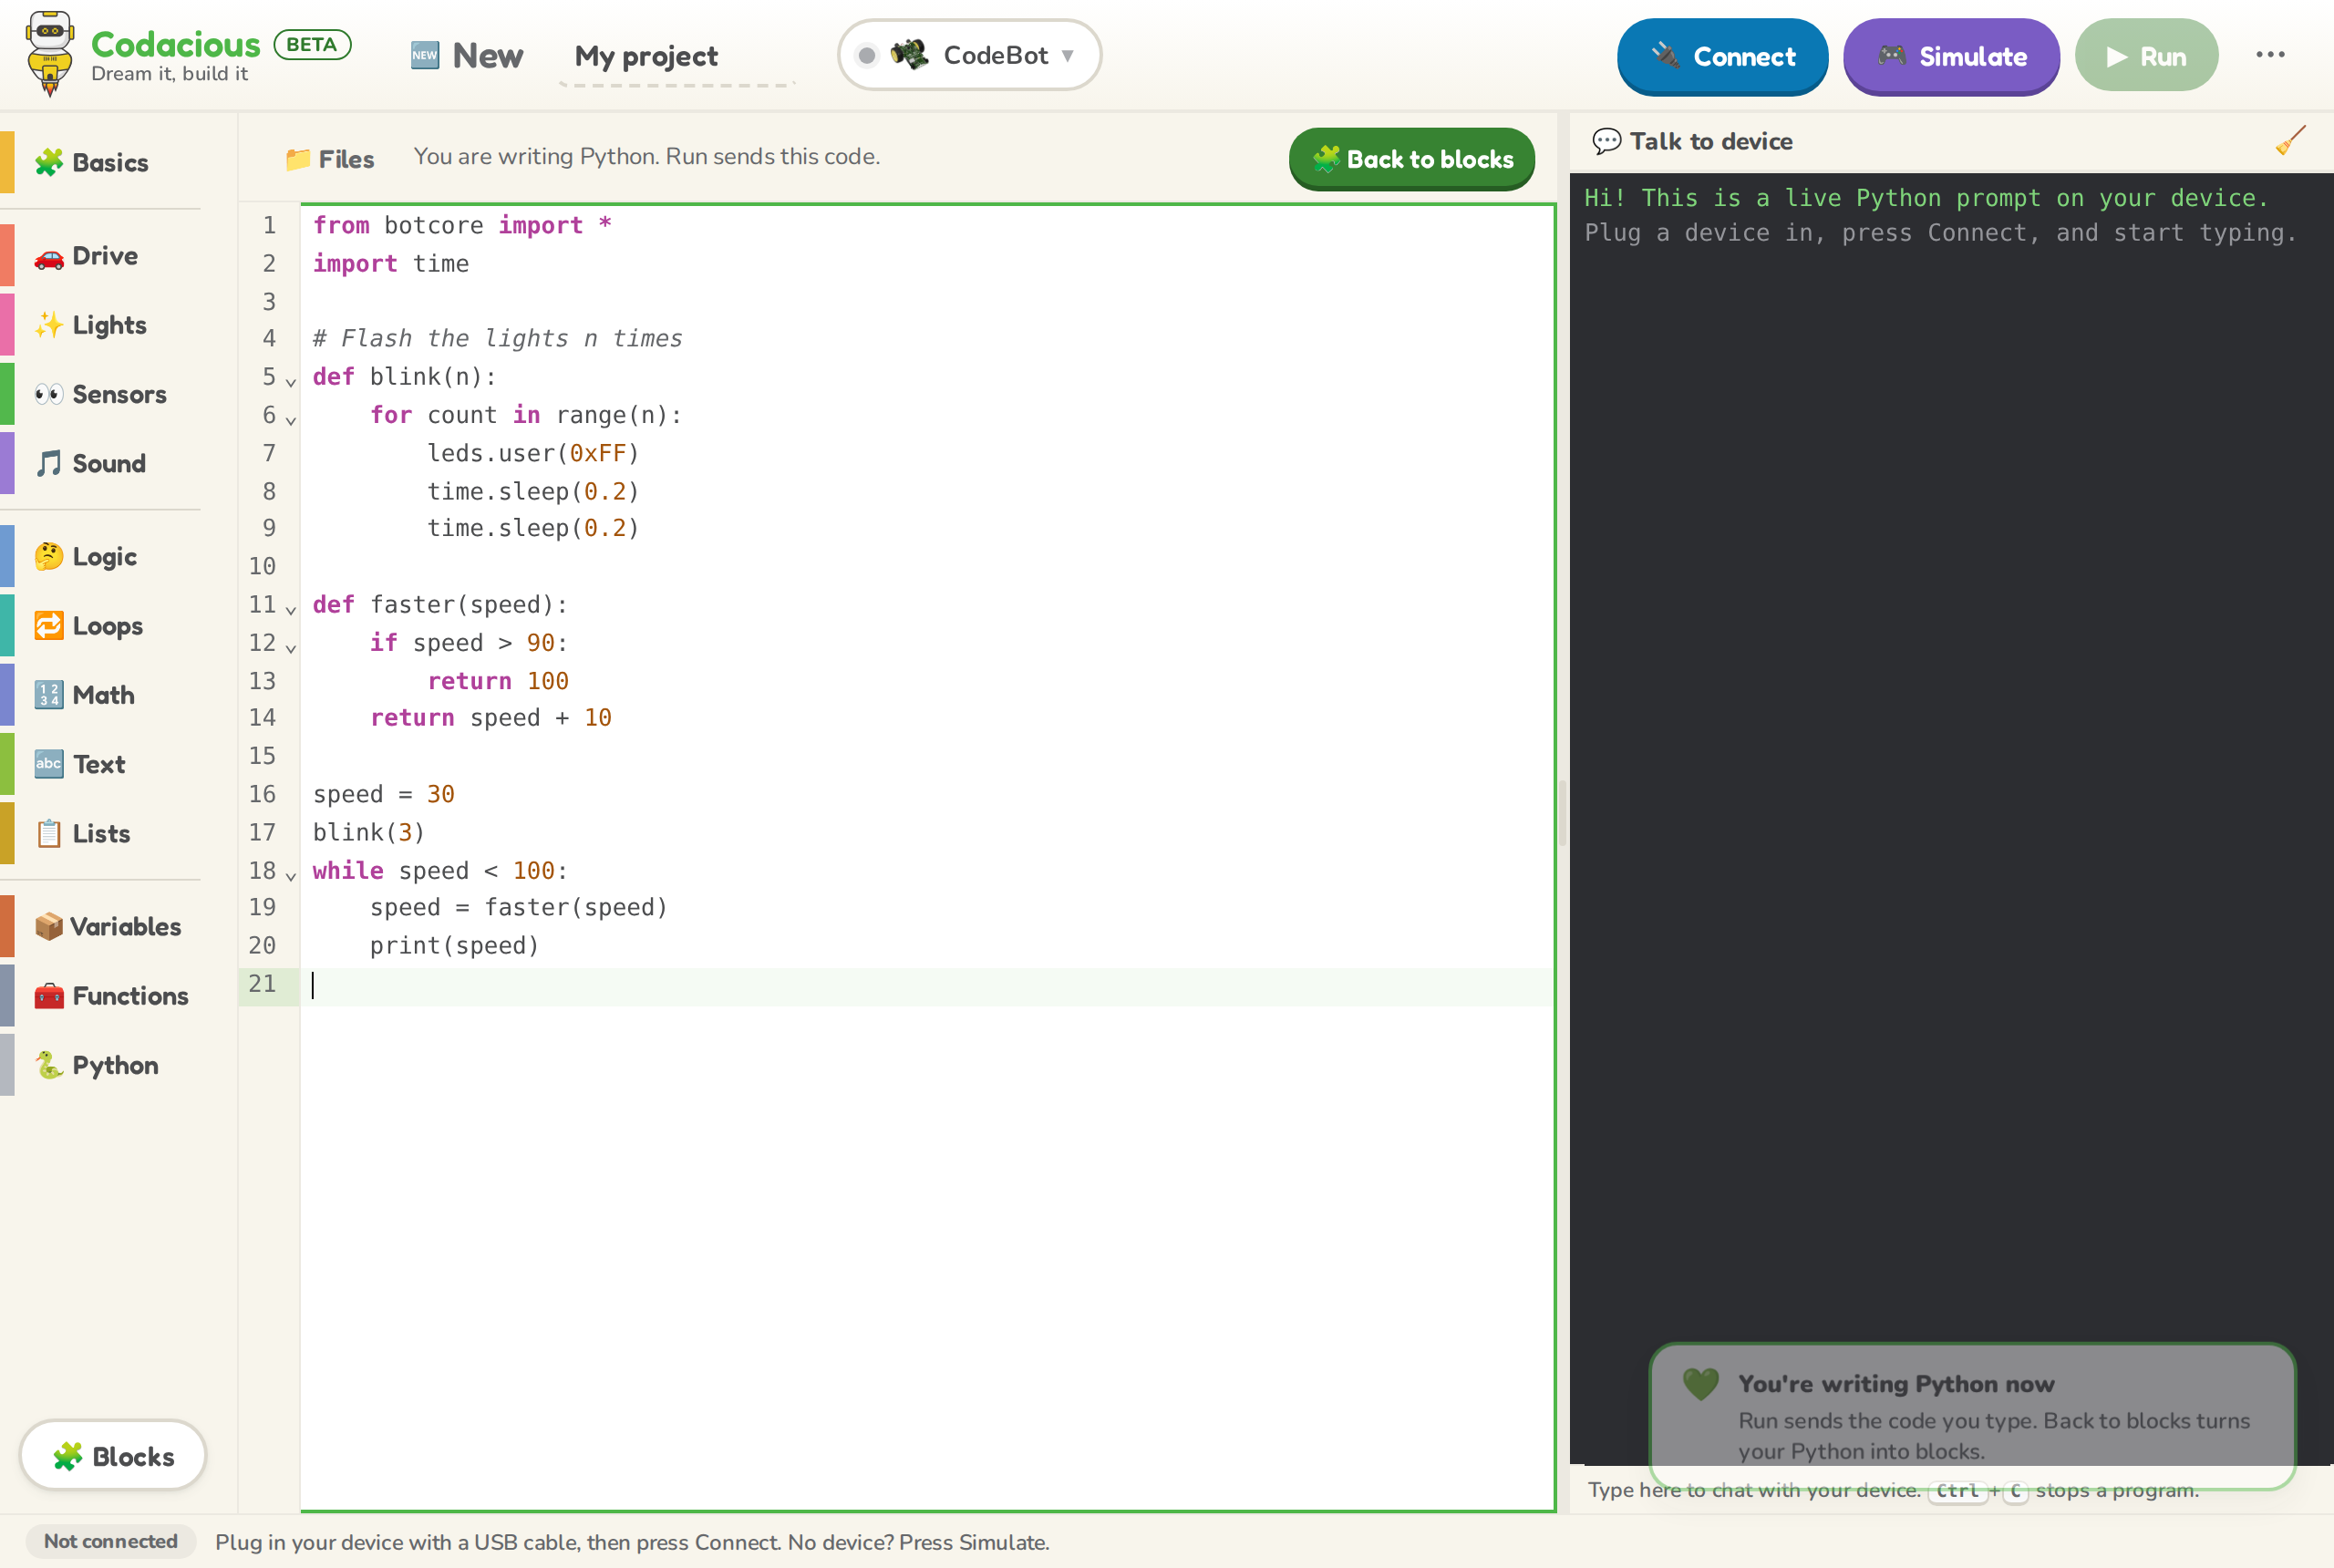 Codacious BETA
Dream it, build it
NEW New
My project
CodeBot ▼
Connect
Simulate
▶ Run
...
Basics
Drive
Lights
Sensors
Sound
Logic
Loops
Math
Text
Lists
Variables
Functions
Python
Blocks
Files
You are writing Python. Run sends this code.
Back to blocks
1 from botcore import *
2 import time
3
4 # Flash the lights n times
5 def blink(n):
6     for count in range(n):
7         leds.user(0xFF)
8         time.sleep(0.2)
9         time.sleep(0.2)
10
11 def faster(speed):
12     if speed > 90:
13         return 100
14     return speed + 10
15
16 speed = 30
17 blink(3)
18 while speed < 100:
19     speed = faster(speed)
20     print(speed)
21
Talk to device
Hi! This is a live Python prompt on your device.
Plug a device in, press Connect, and start typing.
You're writing Python now
Run sends the code you type. Back to blocks turns
your Python into blocks.
Type here to chat with your device. Ctrl+C stops a program.
Not connected
Plug in your device with a USB cable, then press Connect. No device? Press Simulate.